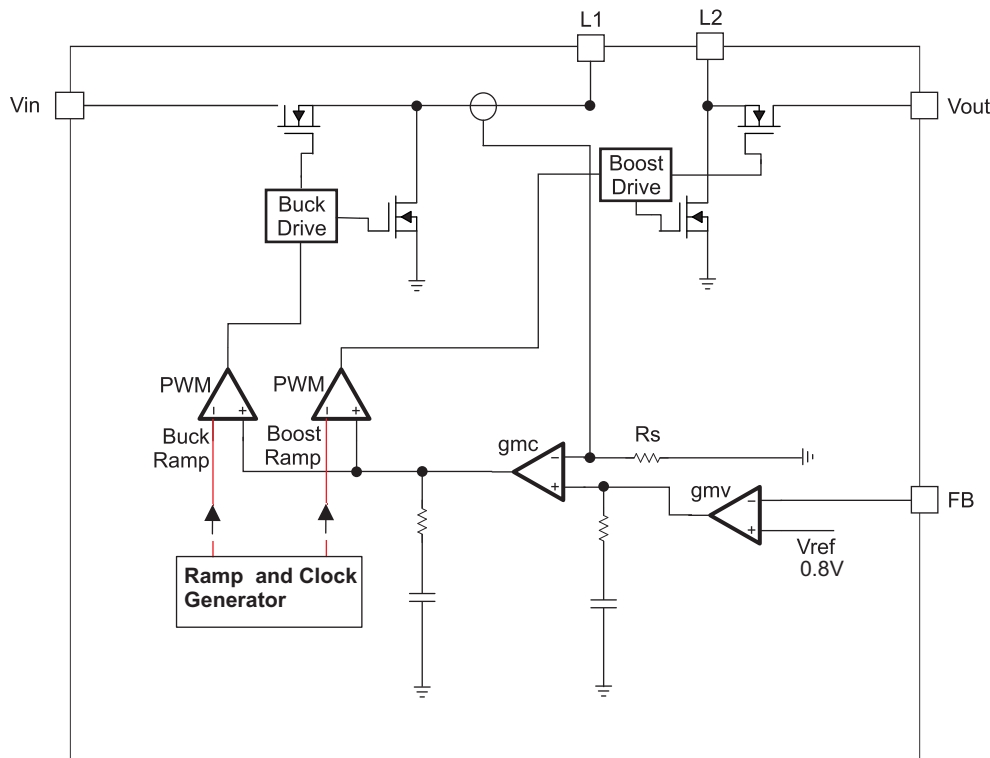 L1
L2
Vin
Vout
Boost
Drive
Buck
Drive
PWM
PWM
− +
− +
Buck
Ramp
Boost
Ramp
gmc
−
+
Rs
gmv
−
+
FB
Vref
0.8V
Ramp and Clock
Generator